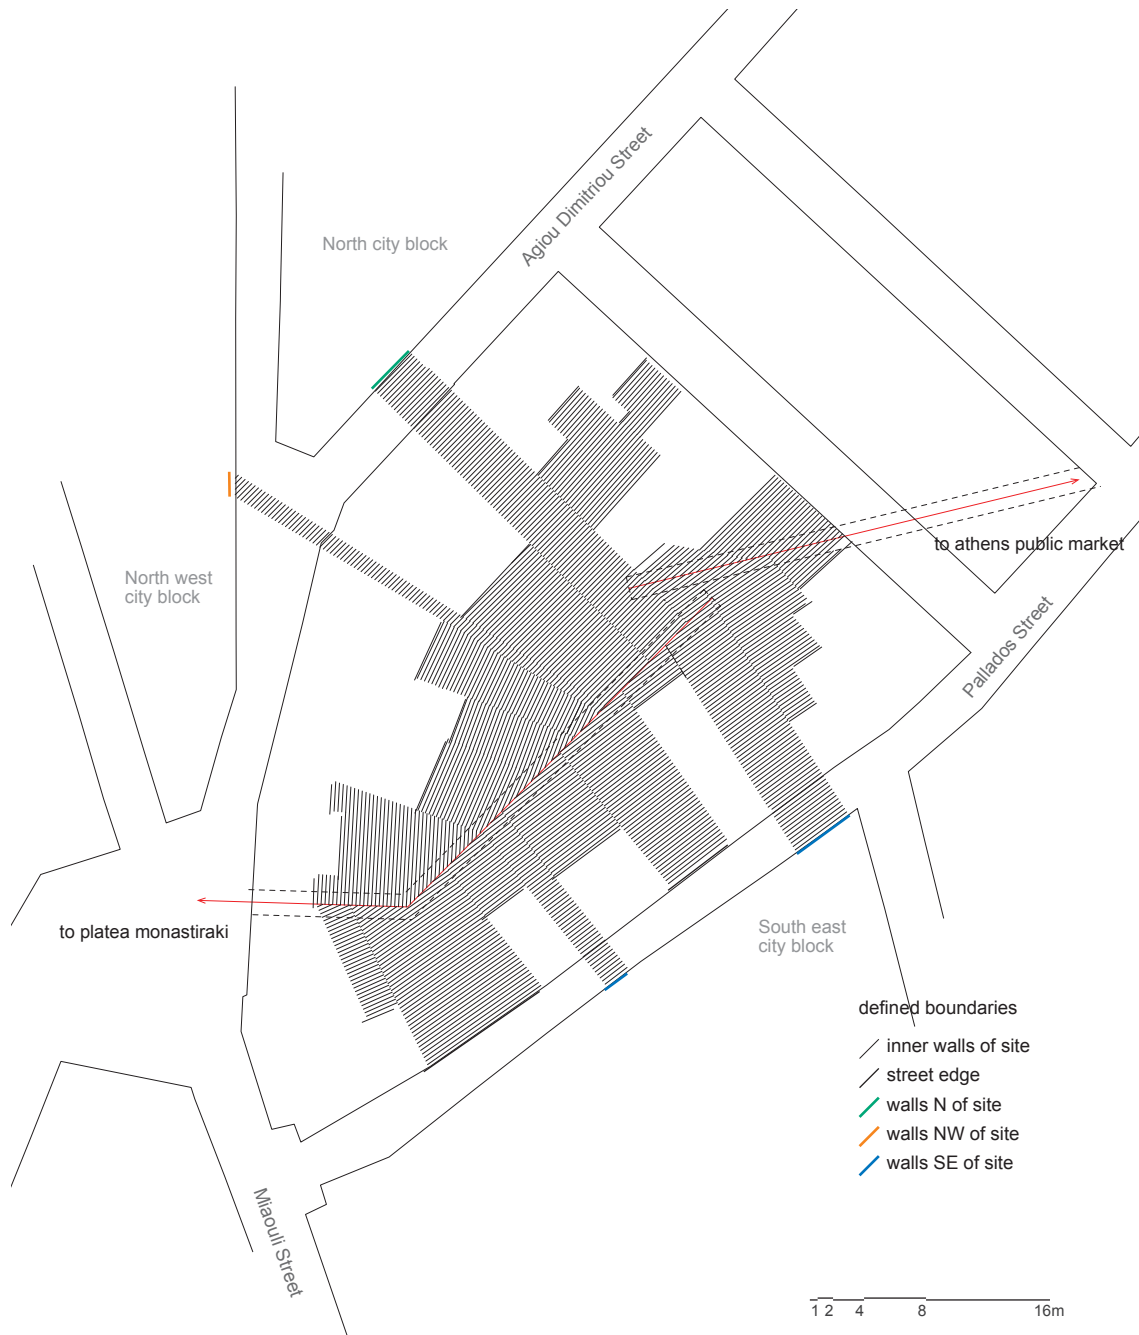 Agiou Dimitriou Street
North city block
to athens public market
North west
city block
Pallados Street
to platea monastiraki
South east
city block
defined boundaries
inner walls of site
street edge
walls N of site
walls NW of site
walls SE of site
Miaouli Street
1 2 4 8 16m